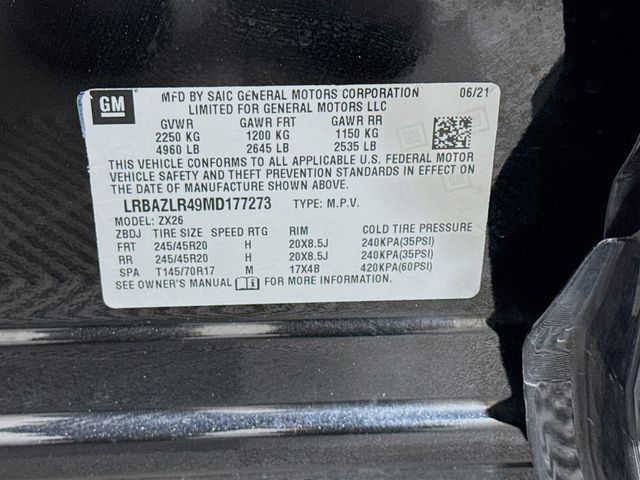 GM
MFD BY SAIC GENERAL MOTORS CORPORATION 06/21
LIMITED FOR GENERAL MOTORS LLC
GVWR GAWR FRT GAWR RR
2250 KG 1200 KG 1150 KG
4960 LB 2645 LB 2535 LB
THIS VEHICLE CONFORMS TO ALL APPLICABLE U.S. FEDERAL MOTOR
VEHICLE SAFETY AND THEFT PREVENTION STANDARDS IN EFFECT ON
THE DATE OF MANUFACTURE SHOWN ABOVE.
LRBAZLR49MD177273 TYPE: M.P.V.
MODEL: ZX26
ZBDJ TIRE SIZE SPEED RTG RIM COLD TIRE PRESSURE
FRT 245/45R20 H 20X8.5J 240KPA(35PSI)
RR 245/45R20 H 20X8.5J 240KPA(35PSI)
SPA T145/70R17 M 17X4B 420KPA(60PSI)
SEE OWNER'S MANUAL FOR MORE INFORMATION.